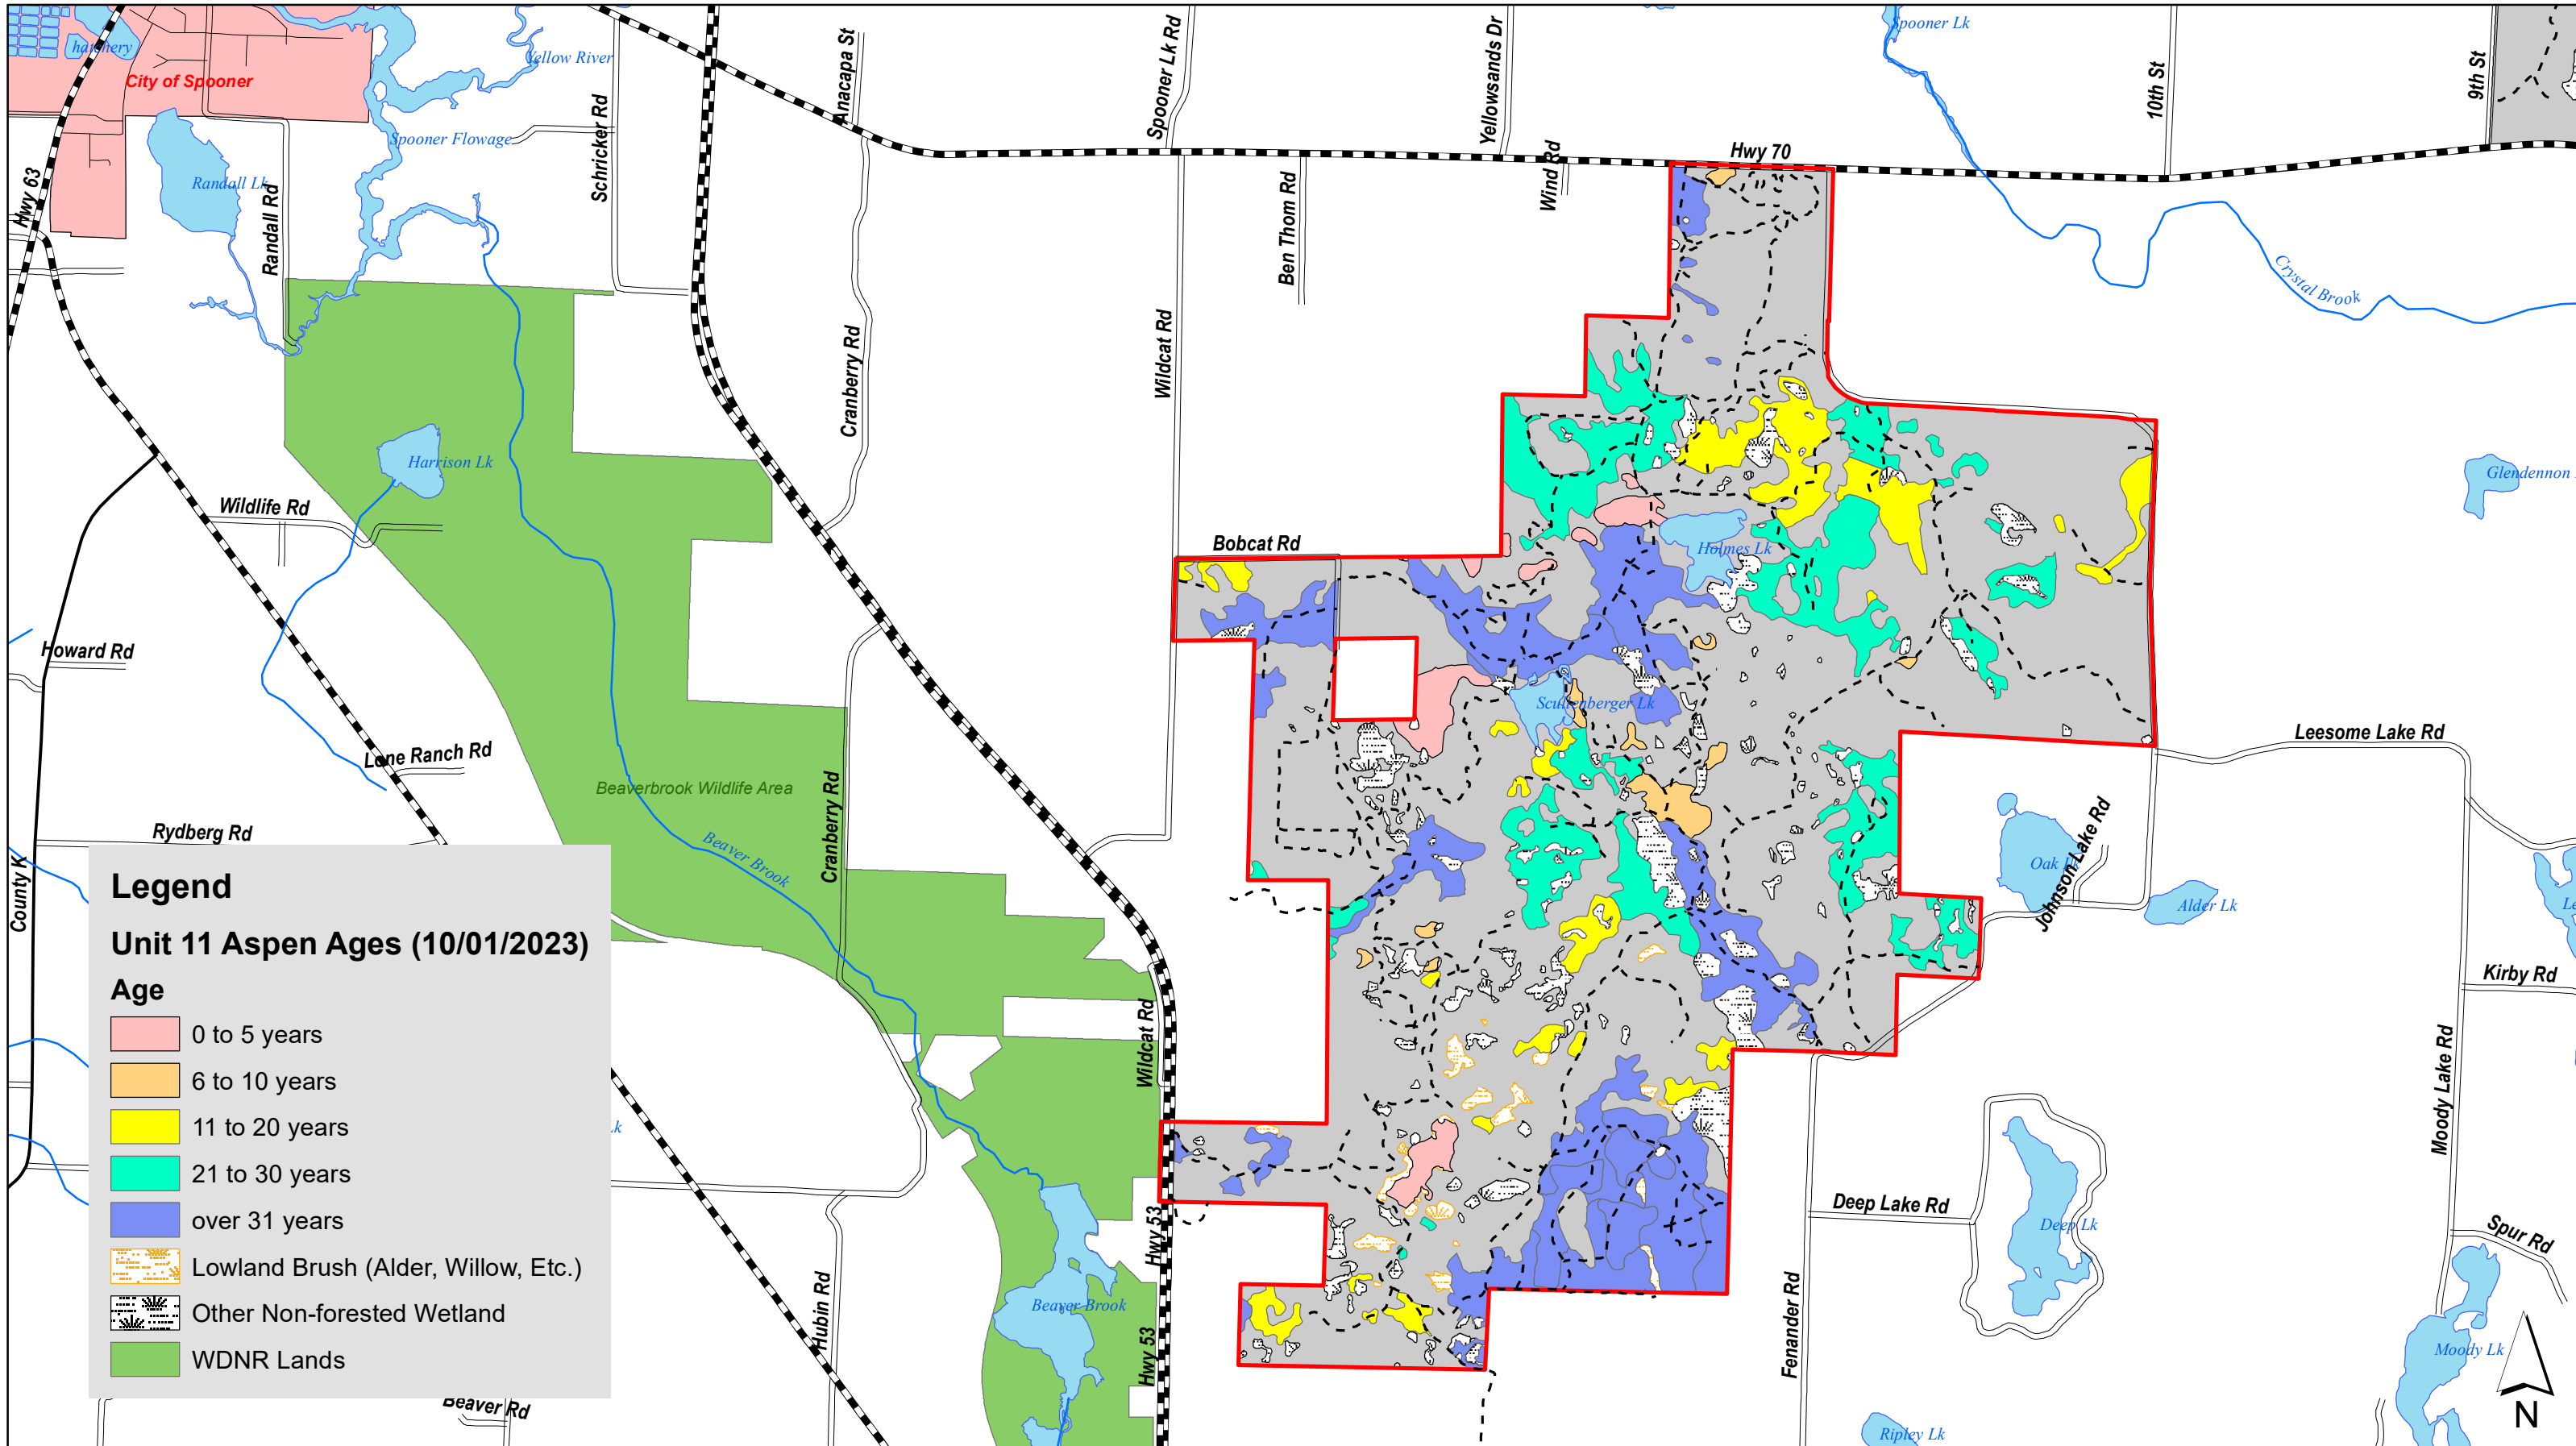 hatchery
City of Spooner
Yellow River
Spooner Flowage
Randall Lk
Randall Rd
Hwy 63
Schricker Rd
Anacapa St
Spooner Lk Rd
Yellowsands Dr
Spooner Lk
10th St
9th St
Hwy 70
Wind Rd
Ben Thom Rd
Crystal Brook
Wildcat Rd
Cranberry Rd
Harrison Lk
Glendennon
Wildlife Rd
Bobcat Rd
Holmes Lk
Howard Rd
Leesome Lake Rd
Lone Ranch Rd
Beaverbrook Wildlife Area
Cranberry Rd
Rydberg Rd
Beaver Brook
County K
Oak
Johnson Lake Rd
Alder Lk
Kirby Rd
Wildcat Rd
Moody Lake Rd
Deep Lake Rd
Deep Lk
Spur Rd
Hwy 53
Beaver Brook
Hubin Rd
Hwy 53
Fenander Rd
Moody Lk
Ripley Lk
Beaver Rd
N
Legend
Unit 11 Aspen Ages (10/01/2023)
Age
0 to 5 years
6 to 10 years
11 to 20 years
21 to 30 years
over 31 years
Lowland Brush (Alder, Willow, Etc.)
Other Non-forested Wetland
WDNR Lands